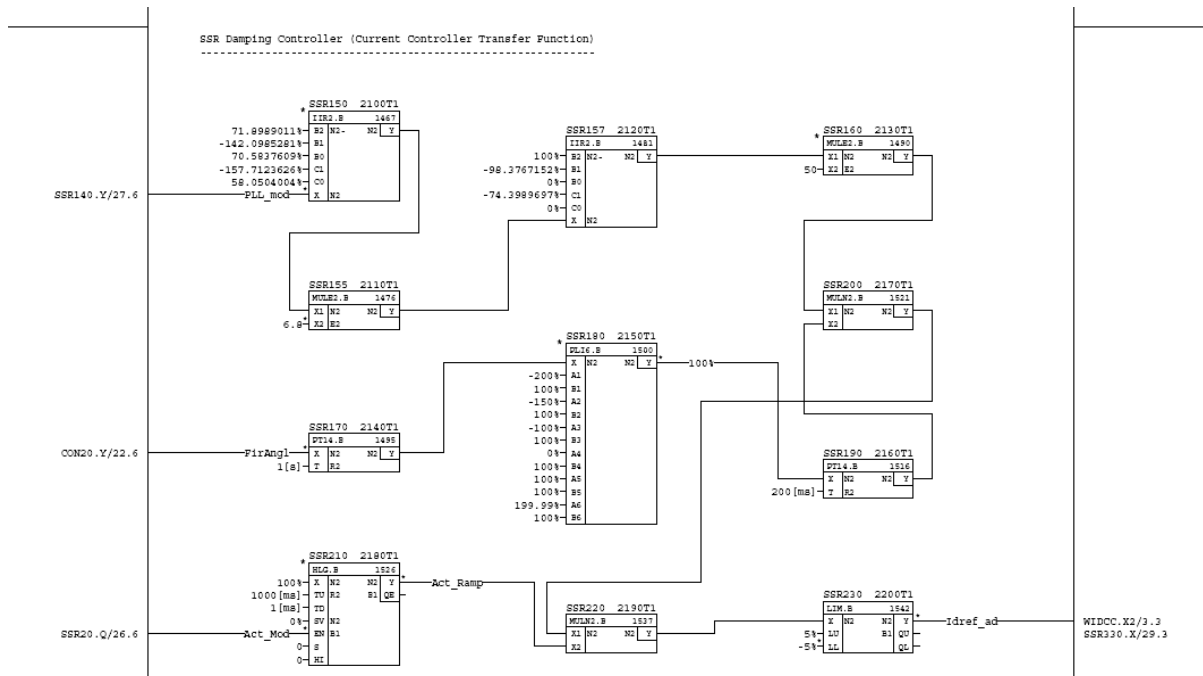 SSR Damping Controller (Current Controller Transfer Function)
----------------------------------------------------------
SSR150 2100T1
IIR2.B 1467
71.8989011% B2 N2- N2 Y
-142.0985281% B1
70.5837609% B0
-157.7123626% C1
58.0504004% C0
SSR140.Y/27.6 PLL_mod X N2
SSR157 2120T1
IIR2.B 1481
100% B2 N2- N2 Y
-98.3767152% B1
0% B0
-74.3989697% C1
0% C0
X N2
SSR160 2130T1
MULE2.B 1490
X1 N2 N2 Y
50 X2 E2
SSR155 2110T1
MULE2.B 1476
X1 N2 N2 Y
6.8 X2 E2
SSR200 2170T1
MULN2.B 1521
X1 N2 N2 Y
X2
SSR180 2150T1
PLI6.B 1500
X N2 N2 Y 100%
-200% A1
100% B1
-150% A2
100% B2
-100% A3
100% B3
0% A4
100% B4
100% A5
100% B5
199.99% A6
100% B6
SSR170 2140T1
PT14.B 1495
CON20.Y/22.6 FirAngl X N2 N2 Y
1[s] T R2
SSR190 2160T1
PT14.B 1516
X N2 N2 Y
200[ms] T R2
SSR210 2180T1
HLG.B 1526
100% X N2 N2 Y Act_Ramp
1000[ms] TU R2 B1 QE
1[ms] TD
0% SV N2
SSR20.Q/26.6 Act_Mod EN B1
0 S
0 HI
SSR220 2190T1
MULN2.B 1537
X1 N2 N2 Y
X2
SSR230 2200T1
LIM.B 1542
X N2 N2 Y Idref_ad WIDCC.X2/3.3
5% LU B1 QU SSR330.X/29.3
-5% LL QL